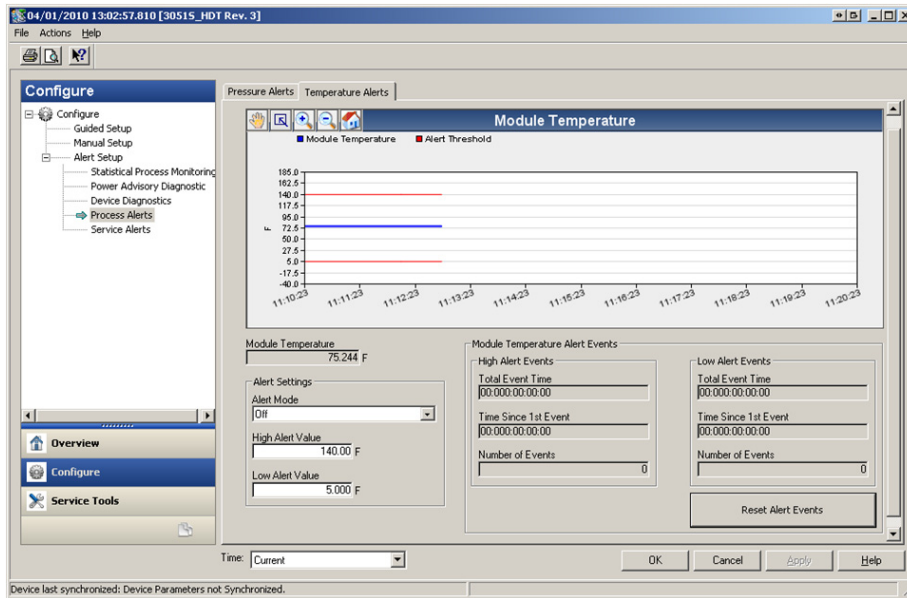 04/01/2010 13:02:57.810 [3051S_HDT Rev. 3]
File Actions Help
Configure
Configure
Guided Setup
Manual Setup
Alert Setup
Statistical Process Monitoring
Power Advisory Diagnostic
Device Diagnostics
Process Alerts
Service Alerts
Overview
Configure
Service Tools
Pressure Alerts Temperature Alerts
Module Temperature
Module Temperature Alert Threshold
185.0
162.5
140.0
117.5
95.0
72.5
50.0
27.5
5.0
-17.5
-40.0
F
11:10:23 11:11:23 11:12:23 11:13:23 11:14:23 11:15:23 11:16:23 11:17:23 11:18:23 11:19:23 11:20:23
Module Temperature
75.244 F
Alert Settings
Alert Mode
Off
High Alert Value
140.00 F
Low Alert Value
5.000 F
Module Temperature Alert Events
High Alert Events
Total Event Time
00:000:00:00:00
Time Since 1st Event
00:000:00:00:00
Number of Events
0
Low Alert Events
Total Event Time
00:000:00:00:00
Time Since 1st Event
00:000:00:00:00
Number of Events
0
Reset Alert Events
Time: Current
OK Cancel Apply Help
Device last synchronized: Device Parameters not Synchronized.